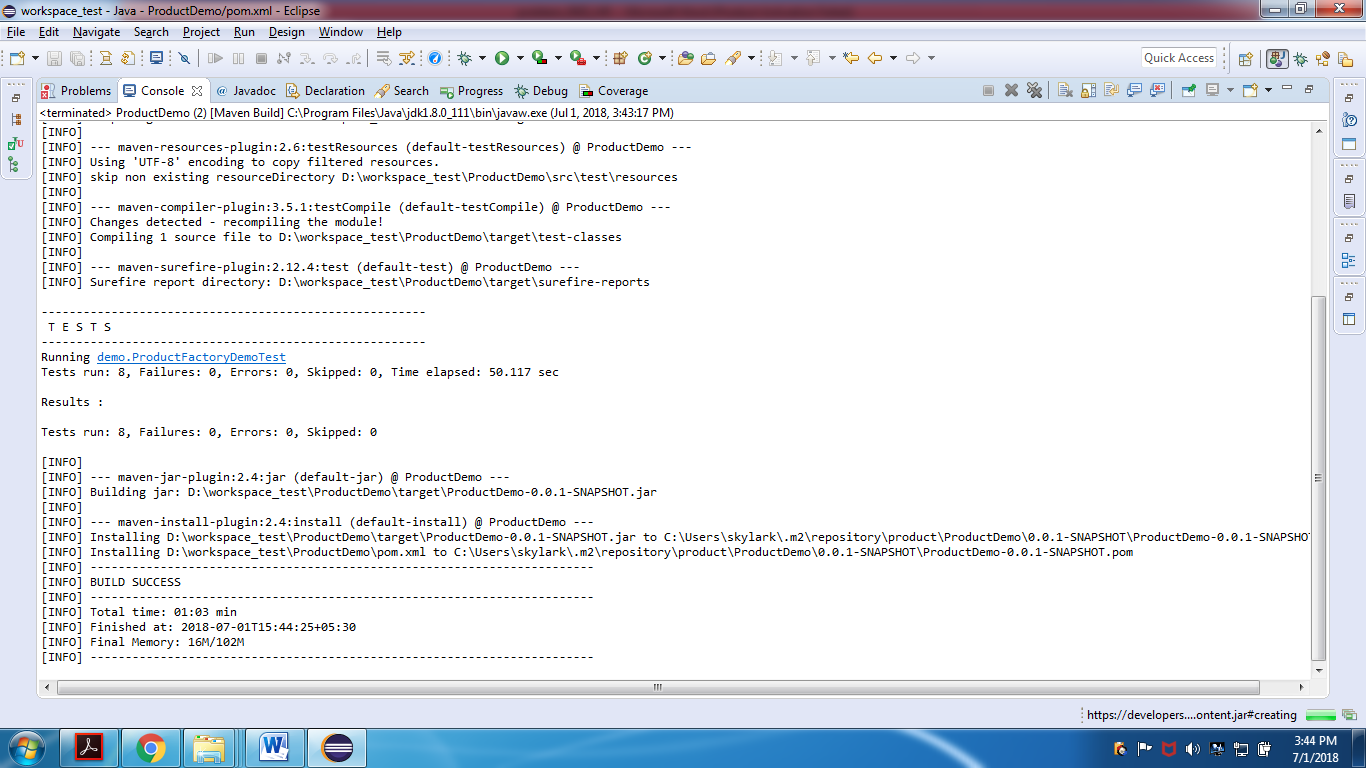 workspace_test - Java - ProductDemo/pom.xml - Eclipse
File Edit Navigate Search Project Run Design Window Help
Quick Access
Problems Console Javadoc Declaration Search Progress Debug Coverage
<terminated> ProductDemo (2) [Maven Build] C:\Program Files\Java\jdk1.8.0_111\bin\javaw.exe (Jul 1, 2018, 3:43:17 PM)
[INFO]
[INFO] --- maven-resources-plugin:2.6:testResources (default-testResources) @ ProductDemo ---
[INFO] Using 'UTF-8' encoding to copy filtered resources.
[INFO] skip non existing resourceDirectory D:\workspace_test\ProductDemo\src\test\resources
[INFO]
[INFO] --- maven-compiler-plugin:3.5.1:testCompile (default-testCompile) @ ProductDemo ---
[INFO] Changes detected - recompiling the module!
[INFO] Compiling 1 source file to D:\workspace_test\ProductDemo\target\test-classes
[INFO]
[INFO] --- maven-surefire-plugin:2.12.4:test (default-test) @ ProductDemo ---
[INFO] Surefire report directory: D:\workspace_test\ProductDemo\target\surefire-reports
-------------------------------------------------------
T E S T S
-------------------------------------------------------
Running demo.ProductFactoryDemoTest
Tests run: 8, Failures: 0, Errors: 0, Skipped: 0, Time elapsed: 50.117 sec
Results :
Tests run: 8, Failures: 0, Errors: 0, Skipped: 0
[INFO]
[INFO] --- maven-jar-plugin:2.4:jar (default-jar) @ ProductDemo ---
[INFO] Building jar: D:\workspace_test\ProductDemo\target\ProductDemo-0.0.1-SNAPSHOT.jar
[INFO]
[INFO] --- maven-install-plugin:2.4:install (default-install) @ ProductDemo ---
[INFO] Installing D:\workspace_test\ProductDemo\target\ProductDemo-0.0.1-SNAPSHOT.jar to C:\Users\skylark\.m2\repository\product\ProductDemo\0.0.1-SNAPSHOT\ProductDemo-0.0.1-SNAPSHOT
[INFO] Installing D:\workspace_test\ProductDemo\pom.xml to C:\Users\skylark\.m2\repository\product\ProductDemo\0.0.1-SNAPSHOT\ProductDemo-0.0.1-SNAPSHOT.pom
[INFO] ------------------------------------------------------------------------
[INFO] BUILD SUCCESS
[INFO] ------------------------------------------------------------------------
[INFO] Total time: 01:03 min
[INFO] Finished at: 2018-07-01T15:44:25+05:30
[INFO] Final Memory: 16M/102M
[INFO] ------------------------------------------------------------------------
https://developers....ontent.jar#creating
3:44 PM
7/1/2018